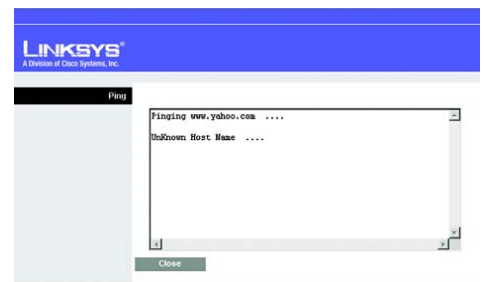 LINKSYS®
A Division of Cisco Systems, Inc.
Ping
Pinging www.yahoo.com ....
UnKnown Host Name ....
Close